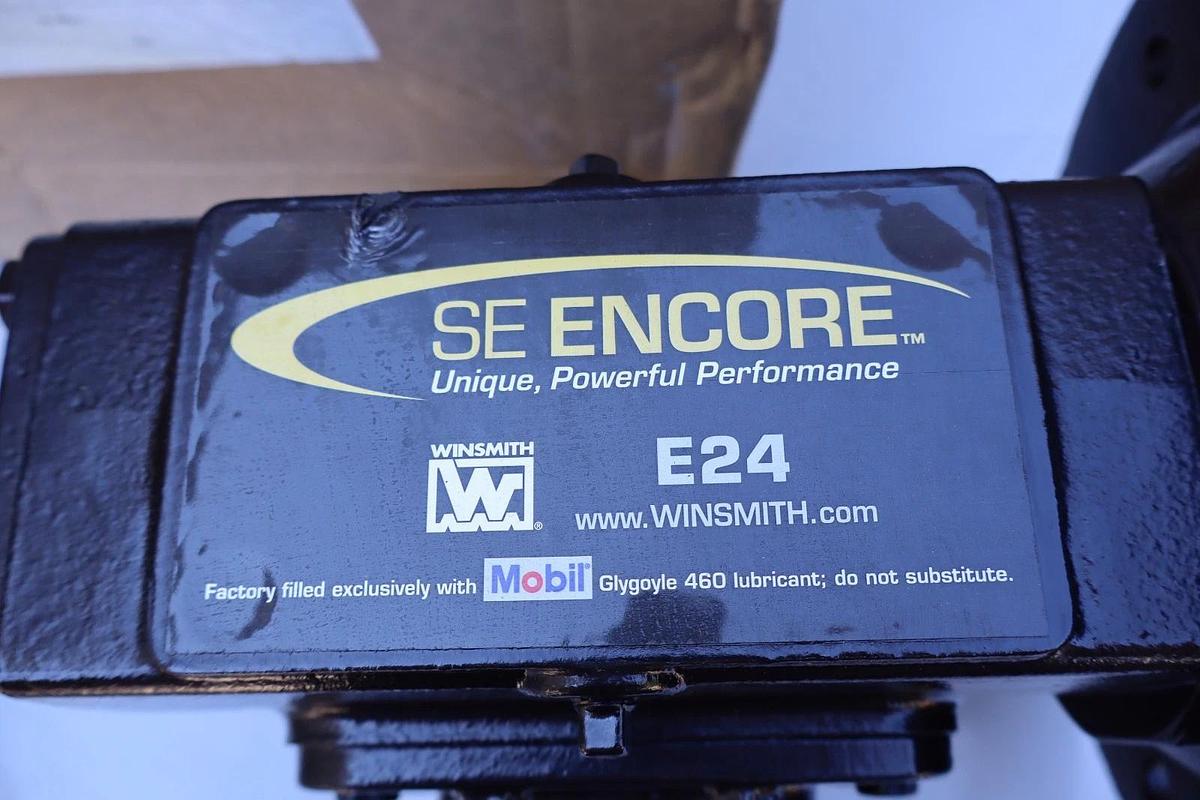 SE ENCORE™
Unique, Powerful Performance
WINSMITH
W®
E24
www.WINSMITH.com
Factory filled exclusively with Mobil® Glygoyle 460 lubricant; do not substitute.